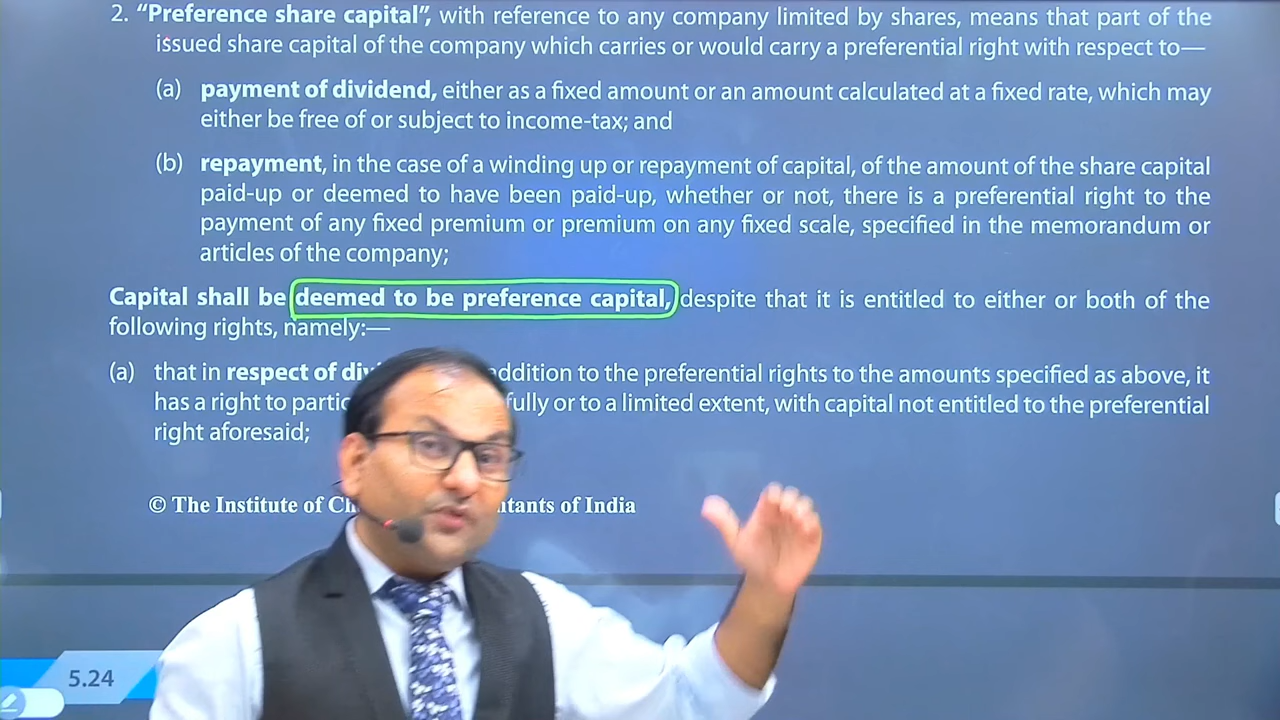 2. “Preference share capital”, with reference to any company limited by shares, means that part of the
issued share capital of the company which carries or would carry a preferential right with respect to—
(a) payment of dividend, either as a fixed amount or an amount calculated at a fixed rate, which may
either be free of or subject to income-tax; and
(b) repayment, in the case of a winding up or repayment of capital, of the amount of the share capital
paid-up or deemed to have been paid-up, whether or not, there is a preferential right to the
payment of any fixed premium or premium on any fixed scale, specified in the memorandum or
articles of the company;
Capital shall be deemed to be preference capital, despite that it is entitled to either or both of the
following rights, namely:—
(a) that in respect of to the preferential rights to the amounts specified as above, it
has a right to fully or to a limited extent, with capital not entitled to the preferential
right aforesaid;
© The Institute of of India
5.24